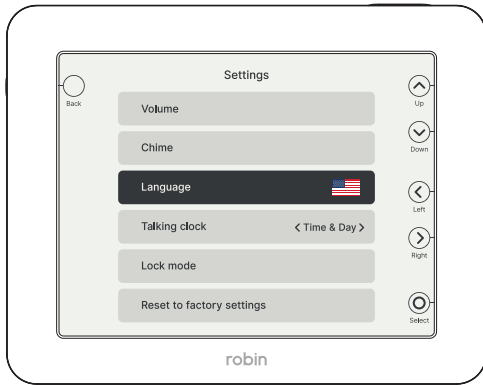 Settings
Back
Up
Volume
Chime
Down
Language
Left
Talking clock < Time & Day >
Right
Lock mode
Reset to factory settings
Select
robin